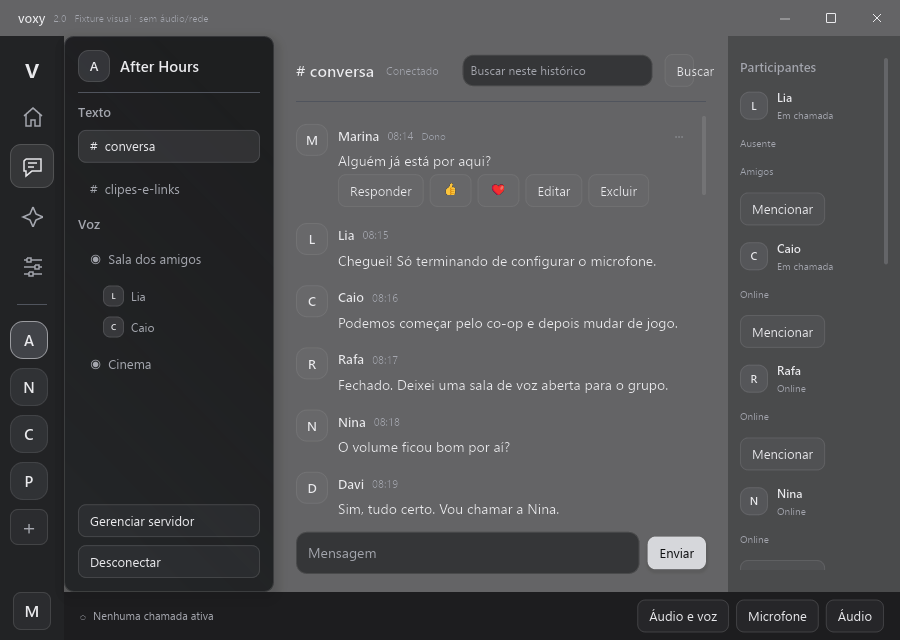 voxy 2.0 Fixture visual · sem áudio/rede
V
A
N
C
P
+
M
A After Hours
Texto
# conversa
# clipes-e-links
Voz
Sala dos amigos
L Lia
C Caio
Cinema
Gerenciar servidor
Desconectar
# conversa Conectado Buscar neste histórico Buscar
M Marina 08:14 Dono ...
Alguém já está por aqui?
Responder 👍 ❤️ Editar Excluir
L Lia 08:15
Cheguei! Só terminando de configurar o microfone.
C Caio 08:16
Podemos começar pelo co-op e depois mudar de jogo.
R Rafa 08:17
Fechado. Deixei uma sala de voz aberta para o grupo.
N Nina 08:18
O volume ficou bom por aí?
D Davi 08:19
Sim, tudo certo. Vou chamar a Nina.
Mensagem Enviar
Participantes
L Lia
Em chamada
Ausente
Amigos
Mencionar
C Caio
Em chamada
Online
Mencionar
R Rafa
Online
Online
Mencionar
N Nina
Online
Online
Nenhuma chamada ativa
Áudio e voz Microfone Áudio